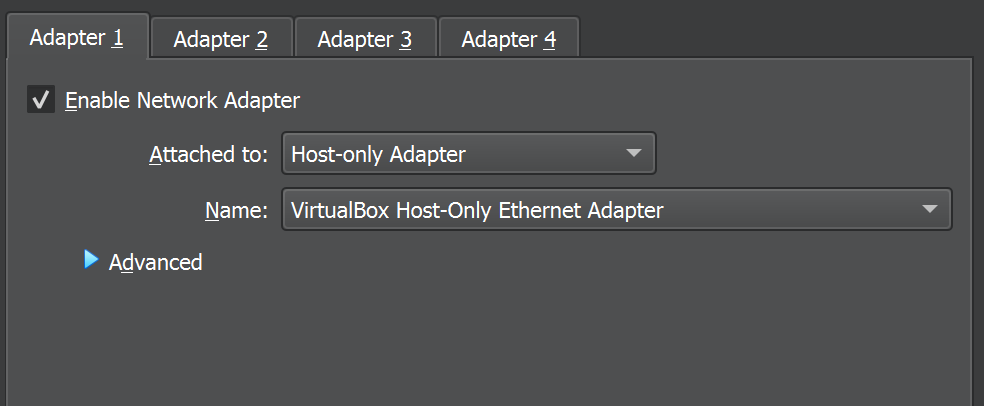 Adapter 1 Adapter 2 Adapter 3 Adapter 4
Enable Network Adapter
Attached to: Host-only Adapter
Name: VirtualBox Host-Only Ethernet Adapter
Advanced